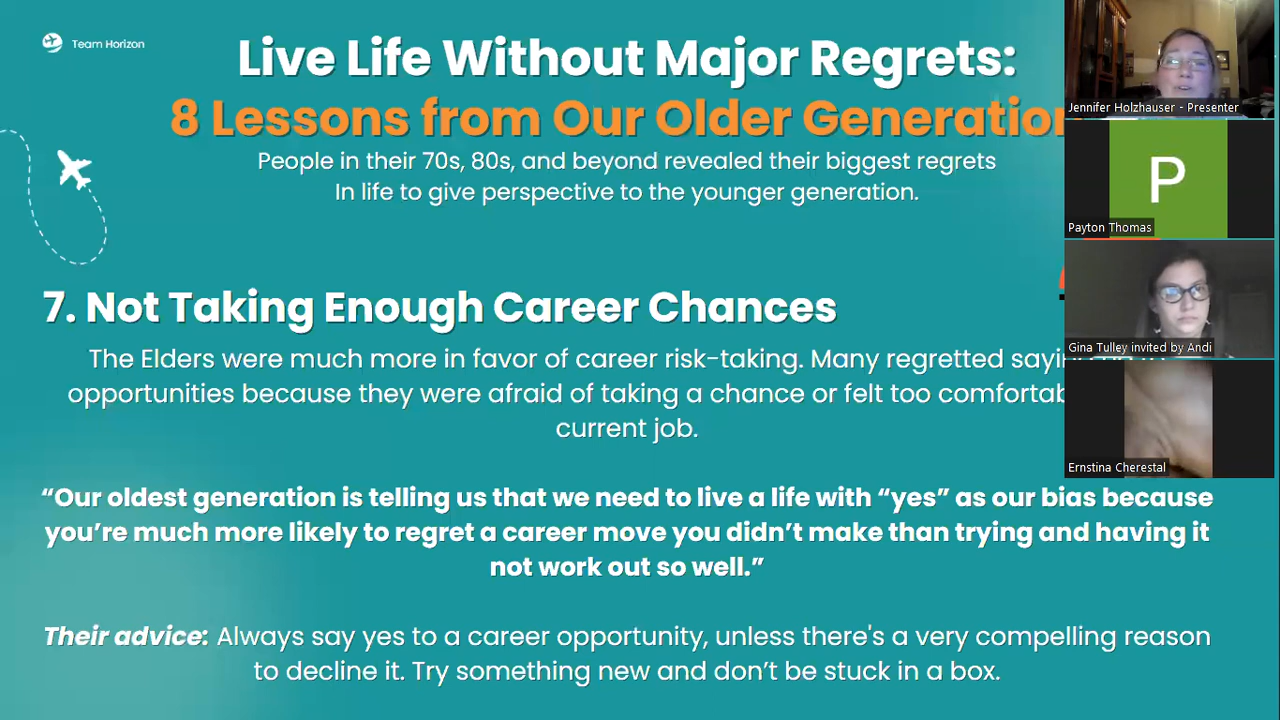 Team Horizon
Live Life Without Major Regrets:
8 Lessons from Our Older Generation
People in their 70s, 80s, and beyond revealed their biggest regrets
In life to give perspective to the younger generation.
7. Not Taking Enough Career Chances
The Elders were much more in favor of career risk-taking. Many regretted
opportunities because they were afraid of taking a chance or felt too
current job.
“Our oldest generation is telling us that we need to live a life with “yes” as our bias because
you’re much more likely to regret a career move you didn’t make than trying and having it
not work out so well.”
Their advice: Always say yes to a career opportunity, unless there's a very compelling reason
to decline it. Try something new and don’t be stuck in a box.
Jennifer Holzhauser - Presenter
P
Payton Thomas
Gina Tulley invited by Andi
Ernstina Cherestal